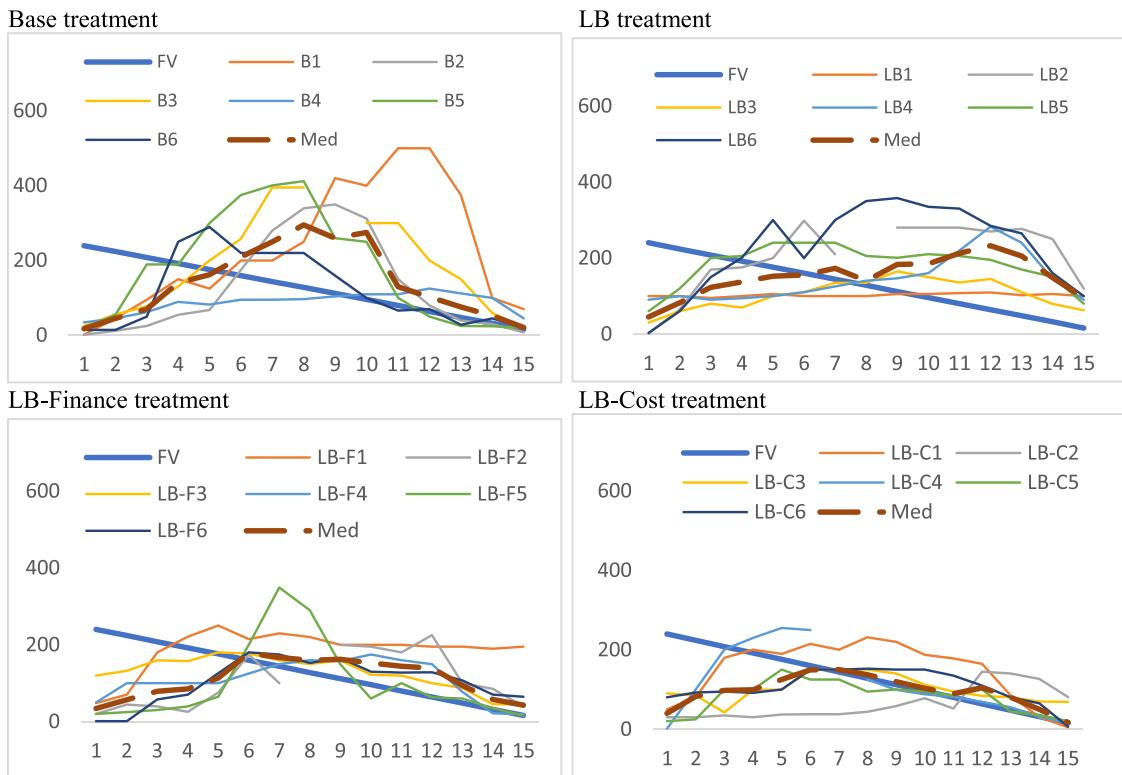 Base treatment
FV B1 B2
B3 B4 B5
B6 Med
600
400
200
0
1 2 3 4 5 6 7 8 9 10 11 12 13 14 15
LB treatment
FV LB1 LB2
LB3 LB4 LB5
LB6 Med
600
400
200
0
1 2 3 4 5 6 7 8 9 10 11 12 13 14 15
LB-Finance treatment
FV LB-F1 LB-F2
LB-F3 LB-F4 LB-F5
LB-F6 Med
600
400
200
0
1 2 3 4 5 6 7 8 9 10 11 12 13 14 15
LB-Cost treatment
FV LB-C1 LB-C2
LB-C3 LB-C4 LB-C5
LB-C6 Med
600
400
200
0
1 2 3 4 5 6 7 8 9 10 11 12 13 14 15